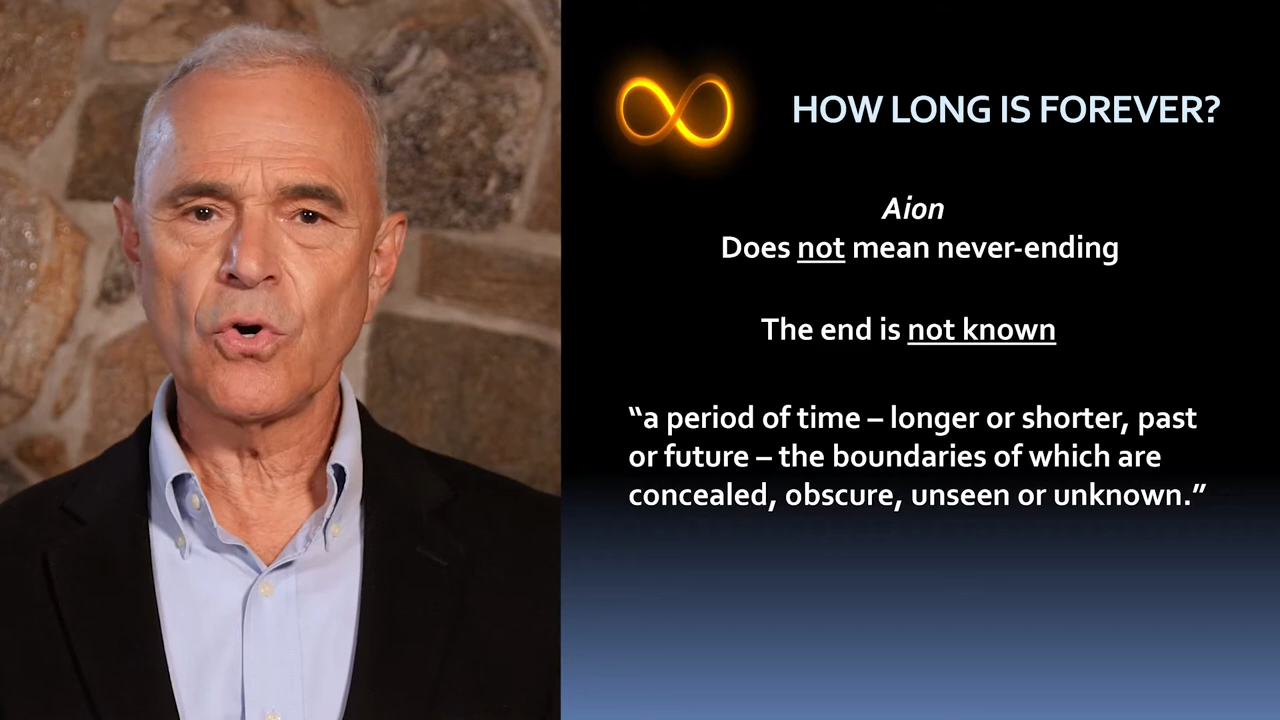 HOW LONG IS FOREVER?
Aion
Does not mean never-ending
The end is not known
“a period of time – longer or shorter, past
or future – the boundaries of which are
concealed, obscure, unseen or unknown.”